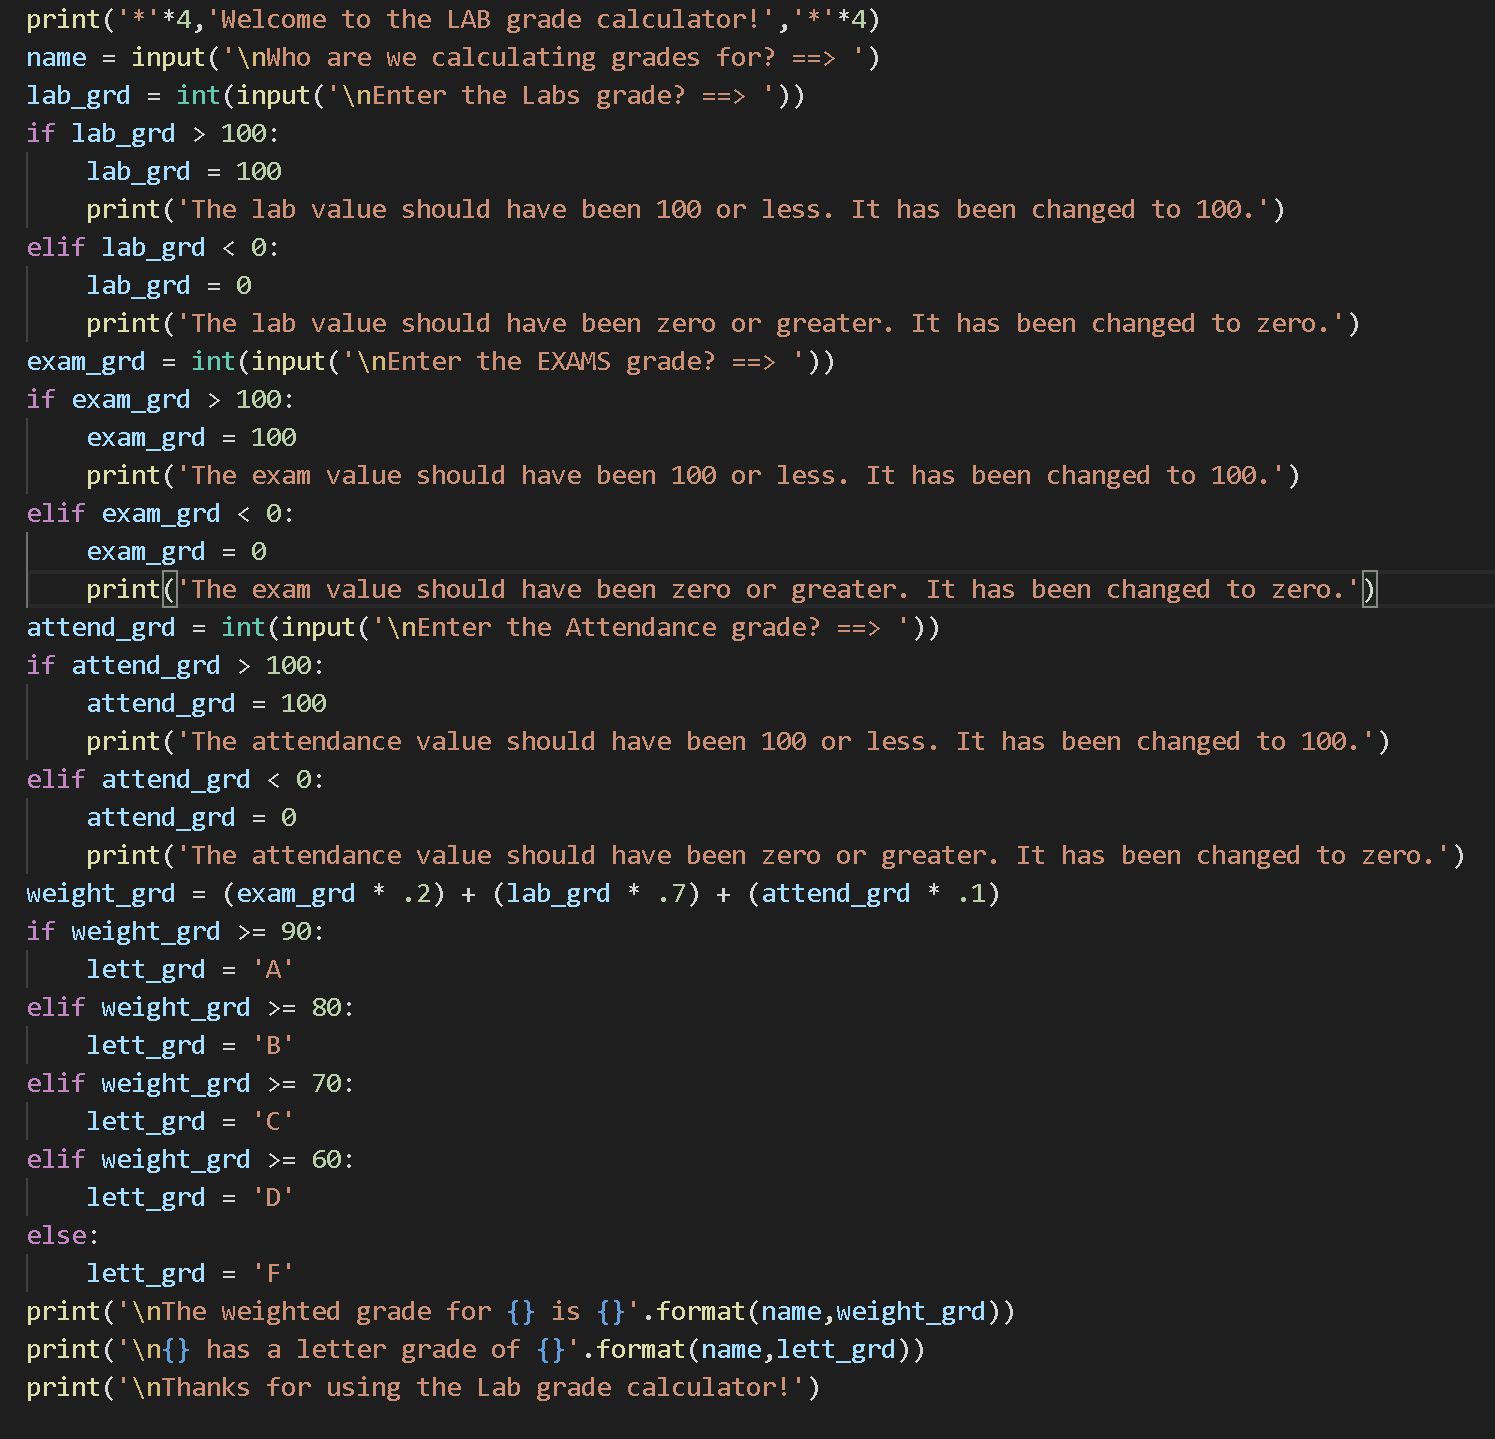 print('*'*4,'Welcome to the LAB grade calculator!','*'*4)
name = input('\nWho are we calculating grades for? ==> ')
lab_grd = int(input('\nEnter the Labs grade? ==> '))
if lab_grd > 100:
    lab_grd = 100
    print('The lab value should have been 100 or less. It has been changed to 100.')
elif lab_grd < 0:
    lab_grd = 0
    print('The lab value should have been zero or greater. It has been changed to zero.')
exam_grd = int(input('\nEnter the EXAMS grade? ==> '))
if exam_grd > 100:
    exam_grd = 100
    print('The exam value should have been 100 or less. It has been changed to 100.')
elif exam_grd < 0:
    exam_grd = 0
    print('The exam value should have been zero or greater. It has been changed to zero.')
attend_grd = int(input('\nEnter the Attendance grade? ==> '))
if attend_grd > 100:
    attend_grd = 100
    print('The attendance value should have been 100 or less. It has been changed to 100.')
elif attend_grd < 0:
    attend_grd = 0
    print('The attendance value should have been zero or greater. It has been changed to zero.')
weight_grd = (exam_grd * .2) + (lab_grd * .7) + (attend_grd * .1)
if weight_grd >= 90:
    lett_grd = 'A'
elif weight_grd >= 80:
    lett_grd = 'B'
elif weight_grd >= 70:
    lett_grd = 'C'
elif weight_grd >= 60:
    lett_grd = 'D'
else:
    lett_grd = 'F'
print('\nThe weighted grade for {} is {}'.format(name,weight_grd))
print('\n{} has a letter grade of {}'.format(name,lett_grd))
print('\nThanks for using the Lab grade calculator!')